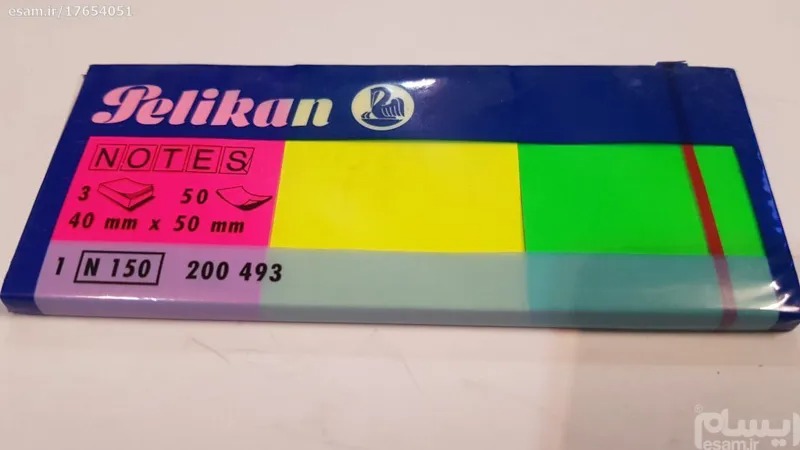 esam.ir/17654051
Pelikan
NOTES
3 50
40 mm x 50 mm
1 N 150 200 493
ایسام
esam.ir